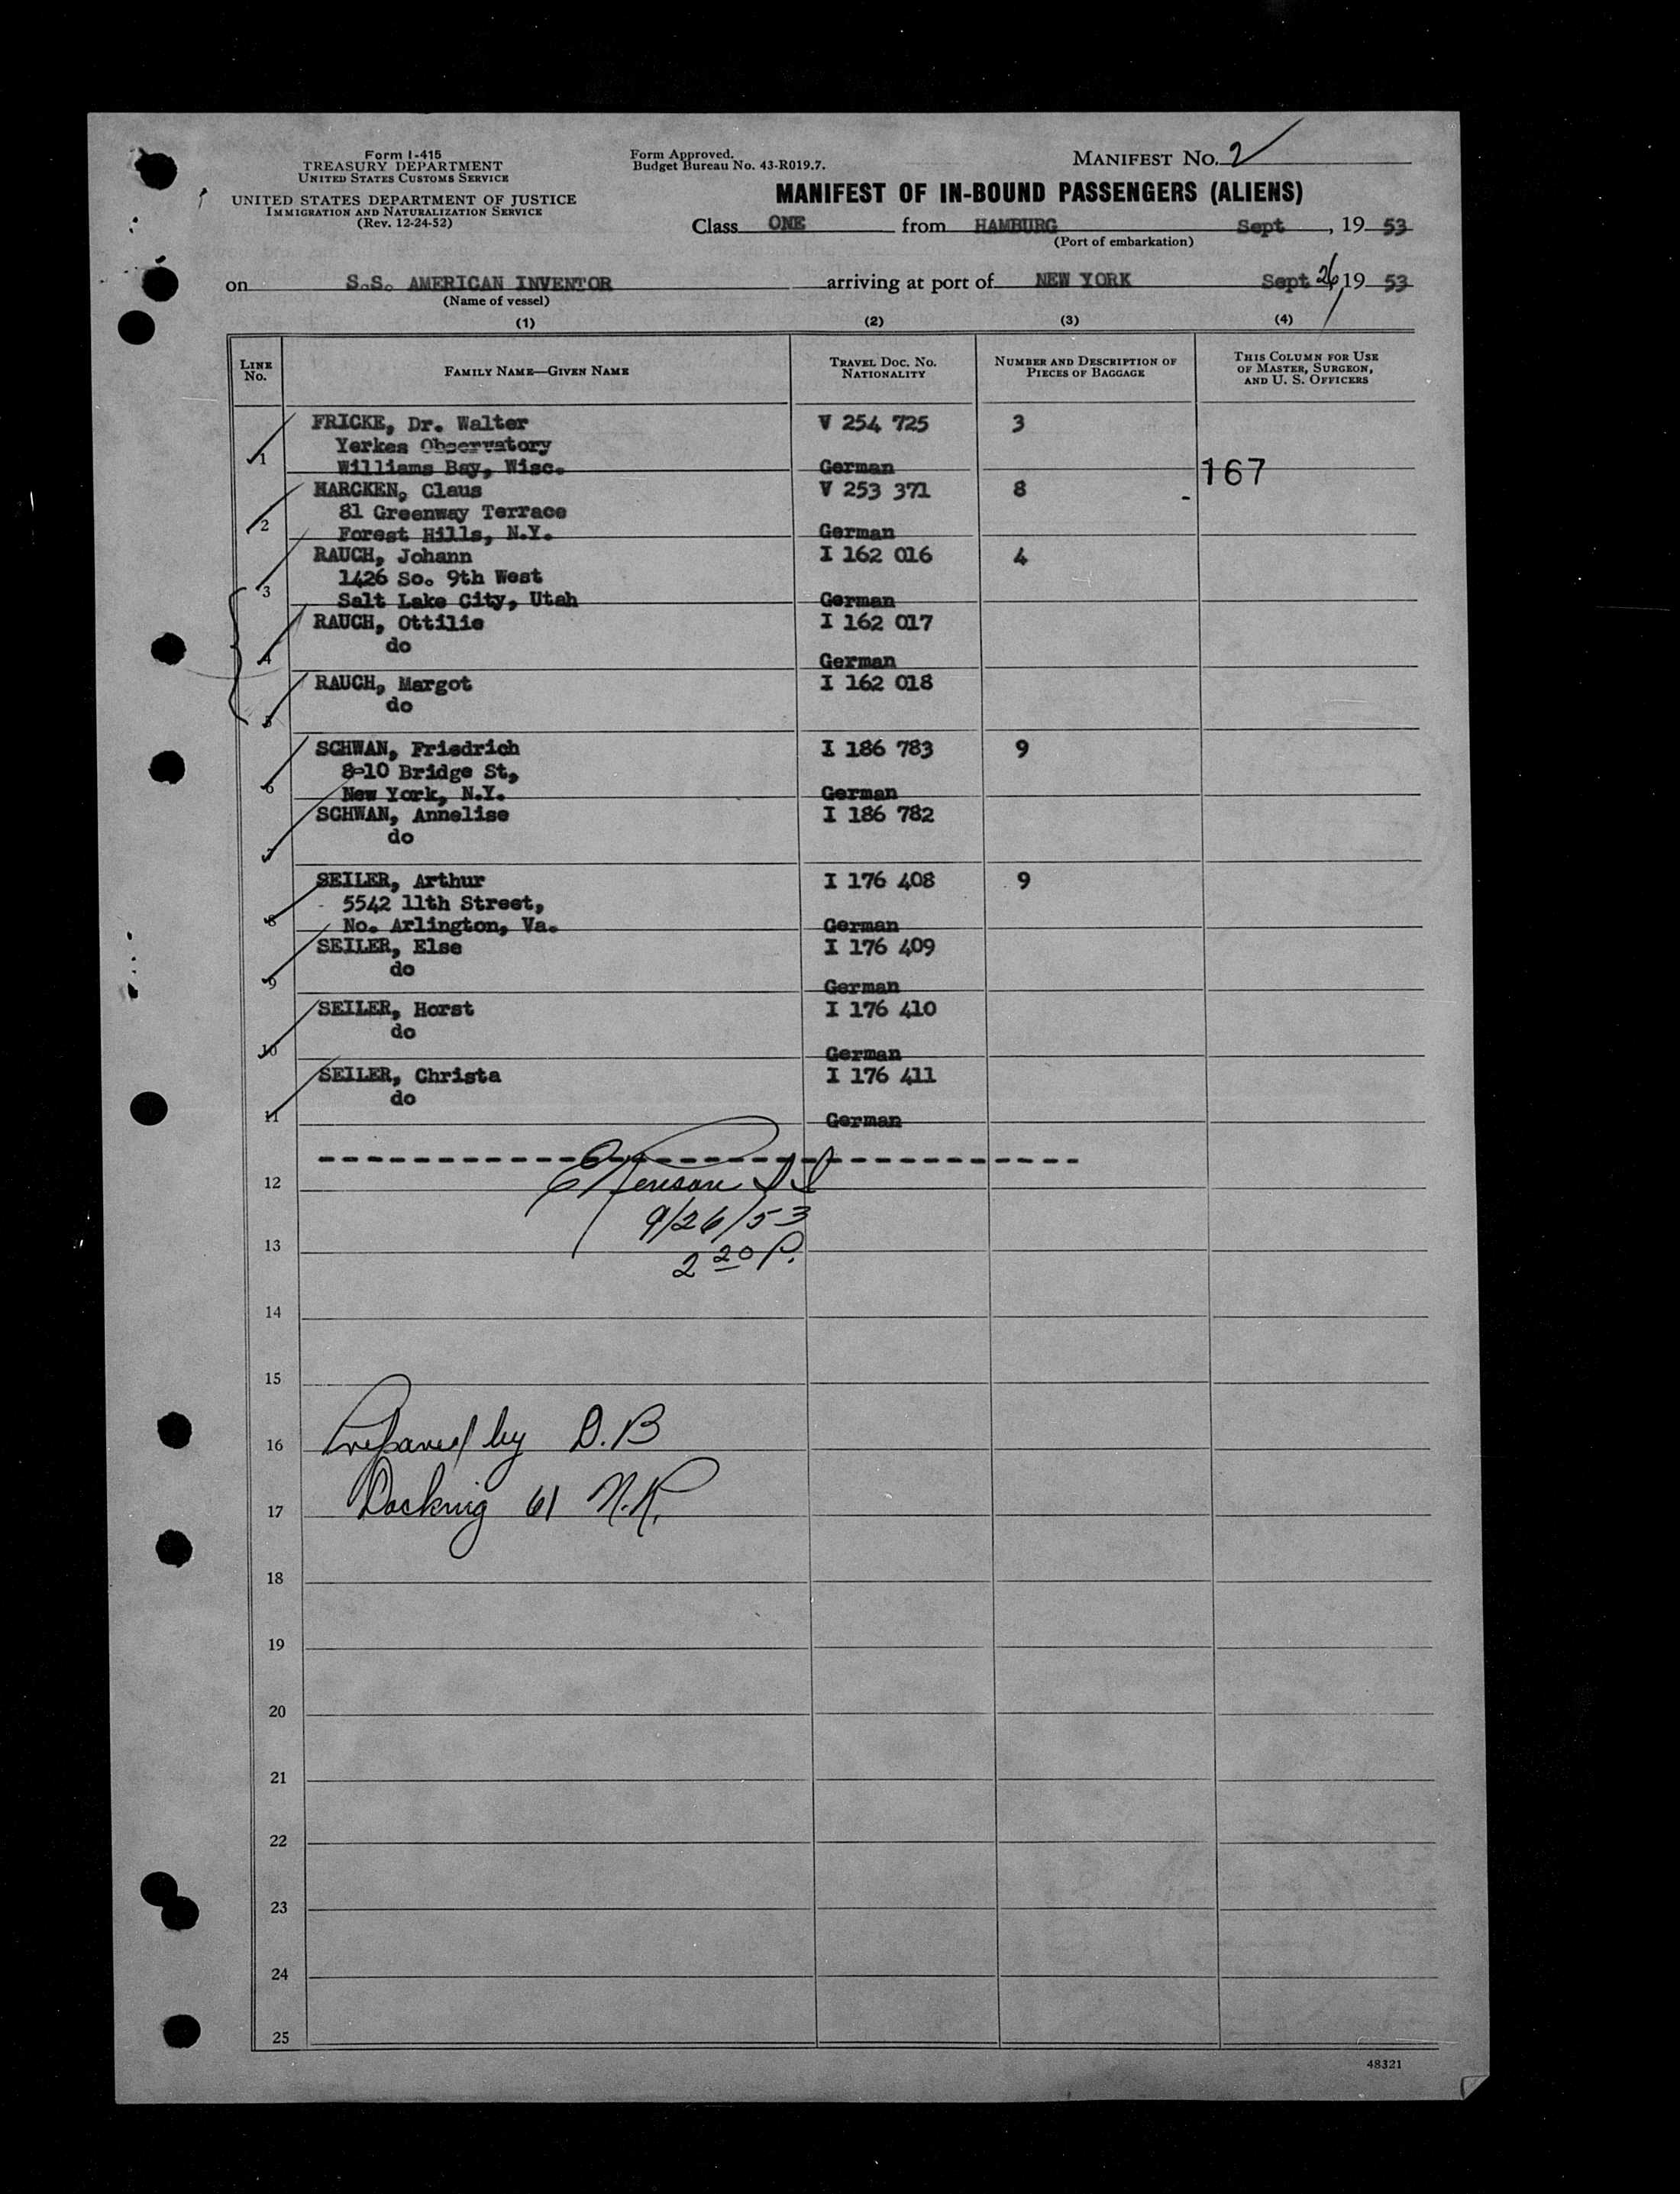 Form I-415
TREASURY DEPARTMENT
UNITED STATES CUSTOMS SERVICE
UNITED STATES DEPARTMENT OF JUSTICE
IMMIGRATION AND NATURALIZATION SERVICE
(Rev. 12-24-52)
Form Approved.
Budget Bureau No. 43-R019.7.
MANIFEST NO. 2
MANIFEST OF IN-BOUND PASSENGERS (ALIENS)
Class ONE from HAMBURG Sept, 19 53
(Port of embarkation)
on S.S. AMERICAN INVENTOR arriving at port of NEW YORK Sept 26, 19 53
(Name of vessel)
(1) (2) (3) (4)
LINE NO. FAMILY NAME—GIVEN NAME TRAVEL DOC. NO. NATIONALITY NUMBER AND DESCRIPTION OF PIECES OF BAGGAGE THIS COLUMN FOR USE OF MASTER, SURGEON, AND U. S. OFFICERS
FRICKE, Dr. Walter V 254 725 3
Yerkes Observatory
1 Williams Bay, Wisc. German 167
HARCKEN, Claus V 253 371 8
81 Greenway Terrace
2 Forest Hills, N.Y. German
RAUCH, Johann I 162 016 4
1426 So. 9th West
3 Salt Lake City, Utah German
RAUCH, Ottilie I 162 017
do
4 German
RAUCH, Margot I 162 018
do
5
SCHWAN, Friedrich I 186 783 9
8-10 Bridge St,
6 New York, N.Y. German
SCHWAN, Annelise I 186 782
do
7
SEILER, Arthur I 176 408 9
5542 11th Street,
8 No. Arlington, Va. German
SEILER, Else I 176 409
do
9 German
SEILER, Horst I 176 410
do
10 German
SEILER, Christa I 176 411
do
11 German
12
9/26/53
13
2 20 P.
14
15
16 Prepared by D.B
17 Docking 61 N.R.
18
19
20
21
22
23
24
25
48321